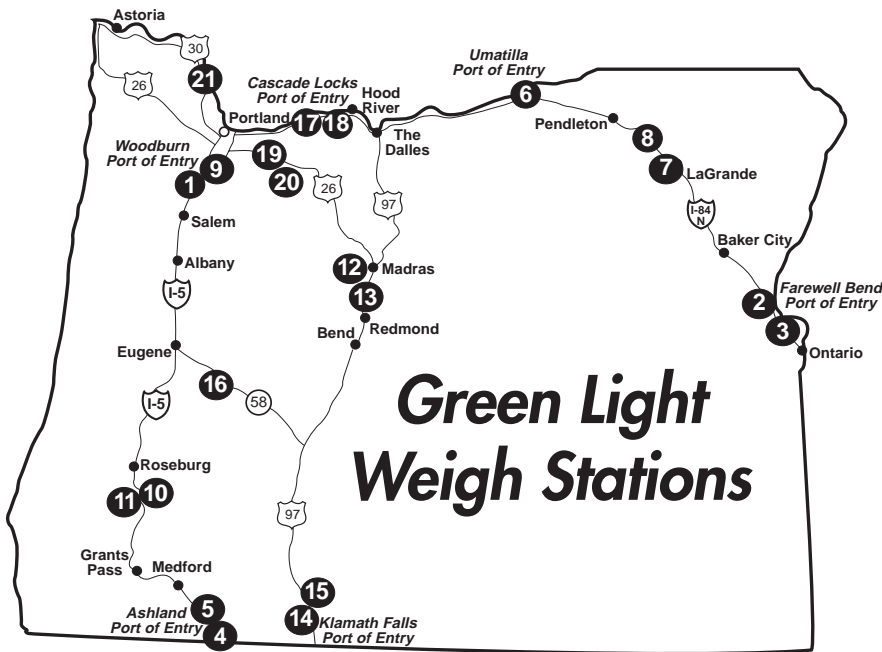 Astoria
30
26
21
Umatilla
Port of Entry
6
Cascade Locks
Port of Entry
Hood
River
Portland
17
18
The
Dalles
Pendleton
8
7
LaGrande
Woodburn
Port of Entry
9
1
19
20
26
97
I-84
N
Salem
Baker City
Albany
12
Madras
I-5
13
2
Farewell Bend
Port of Entry
3
Redmond
Bend
Eugene
Ontario
16
58
I-5
Green Light
Weigh Stations
Roseburg
11
10
97
Grants
Pass
Medford
15
Ashland
Port of Entry
5
4
14
Klamath Falls
Port of Entry